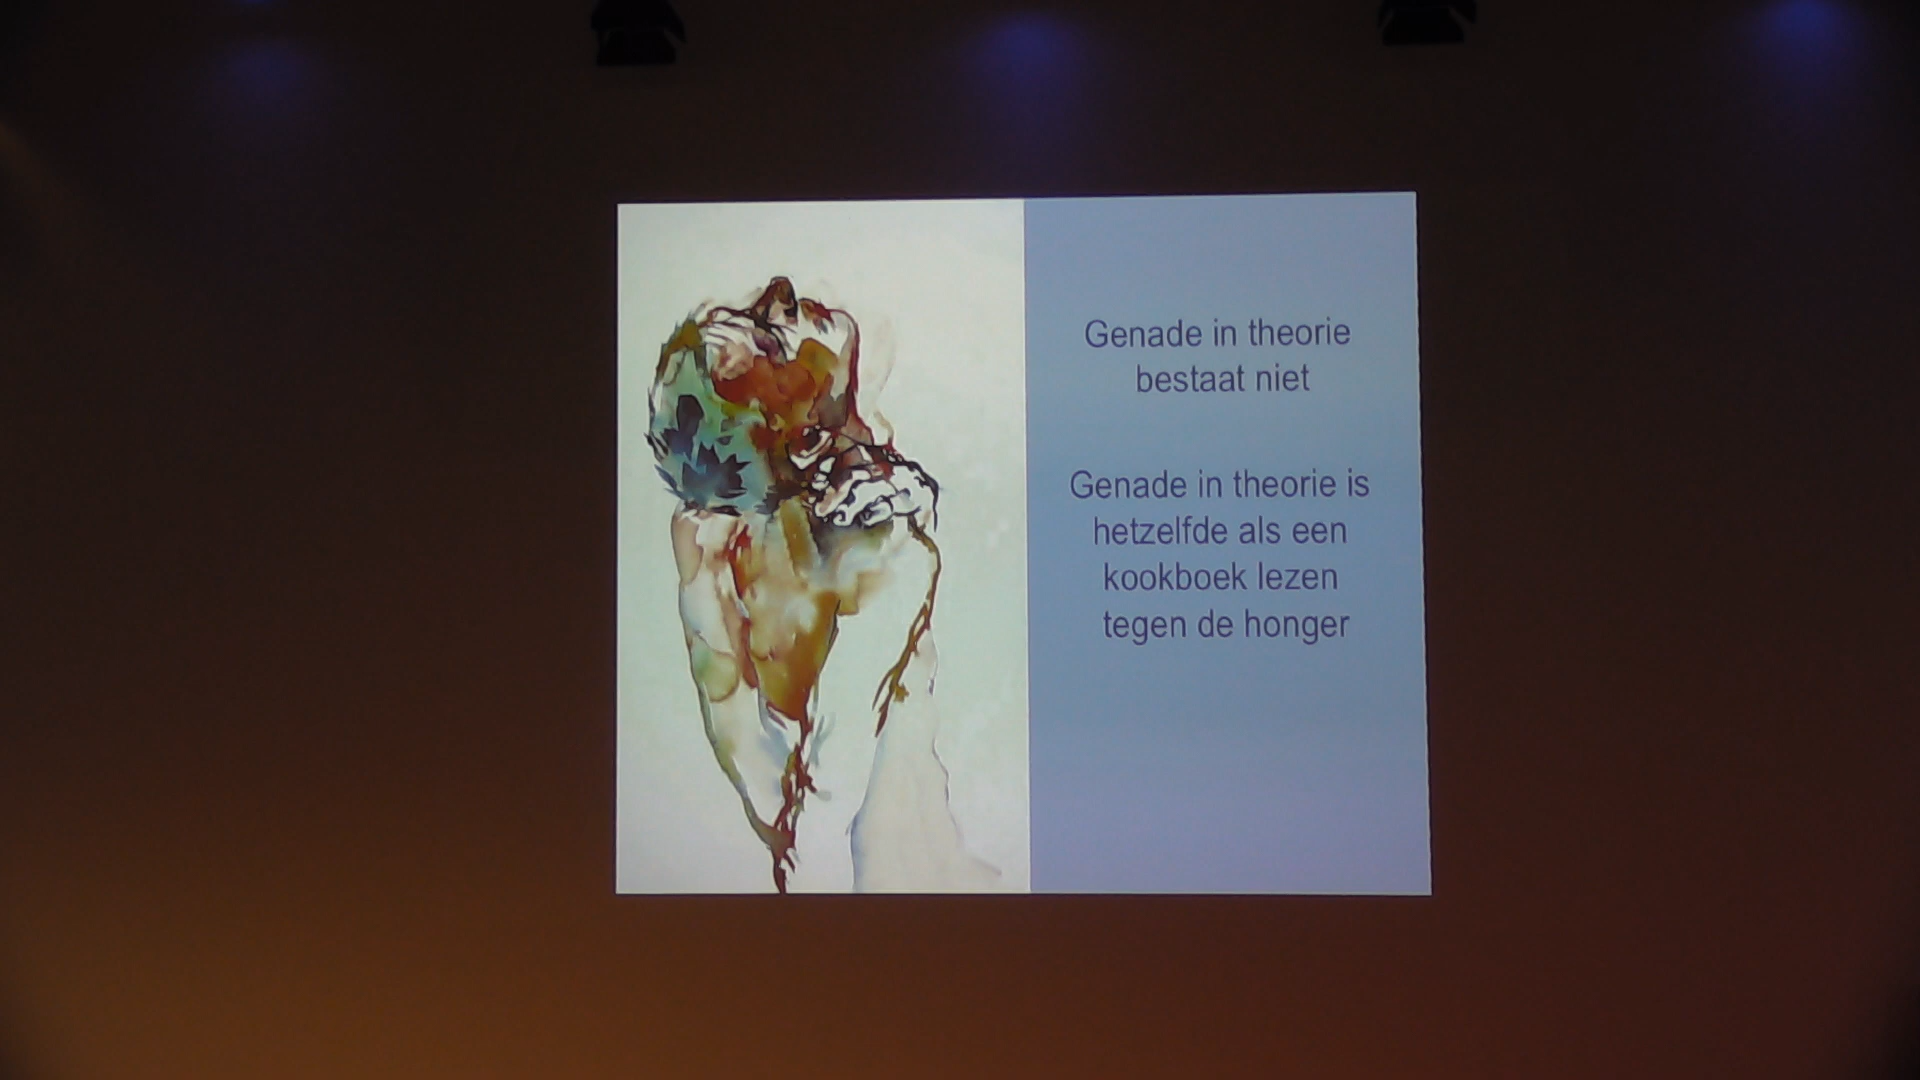 Genade in theorie
bestaat niet
Genade in theorie is
hetzelfde als een
kookboek lezen
tegen de honger